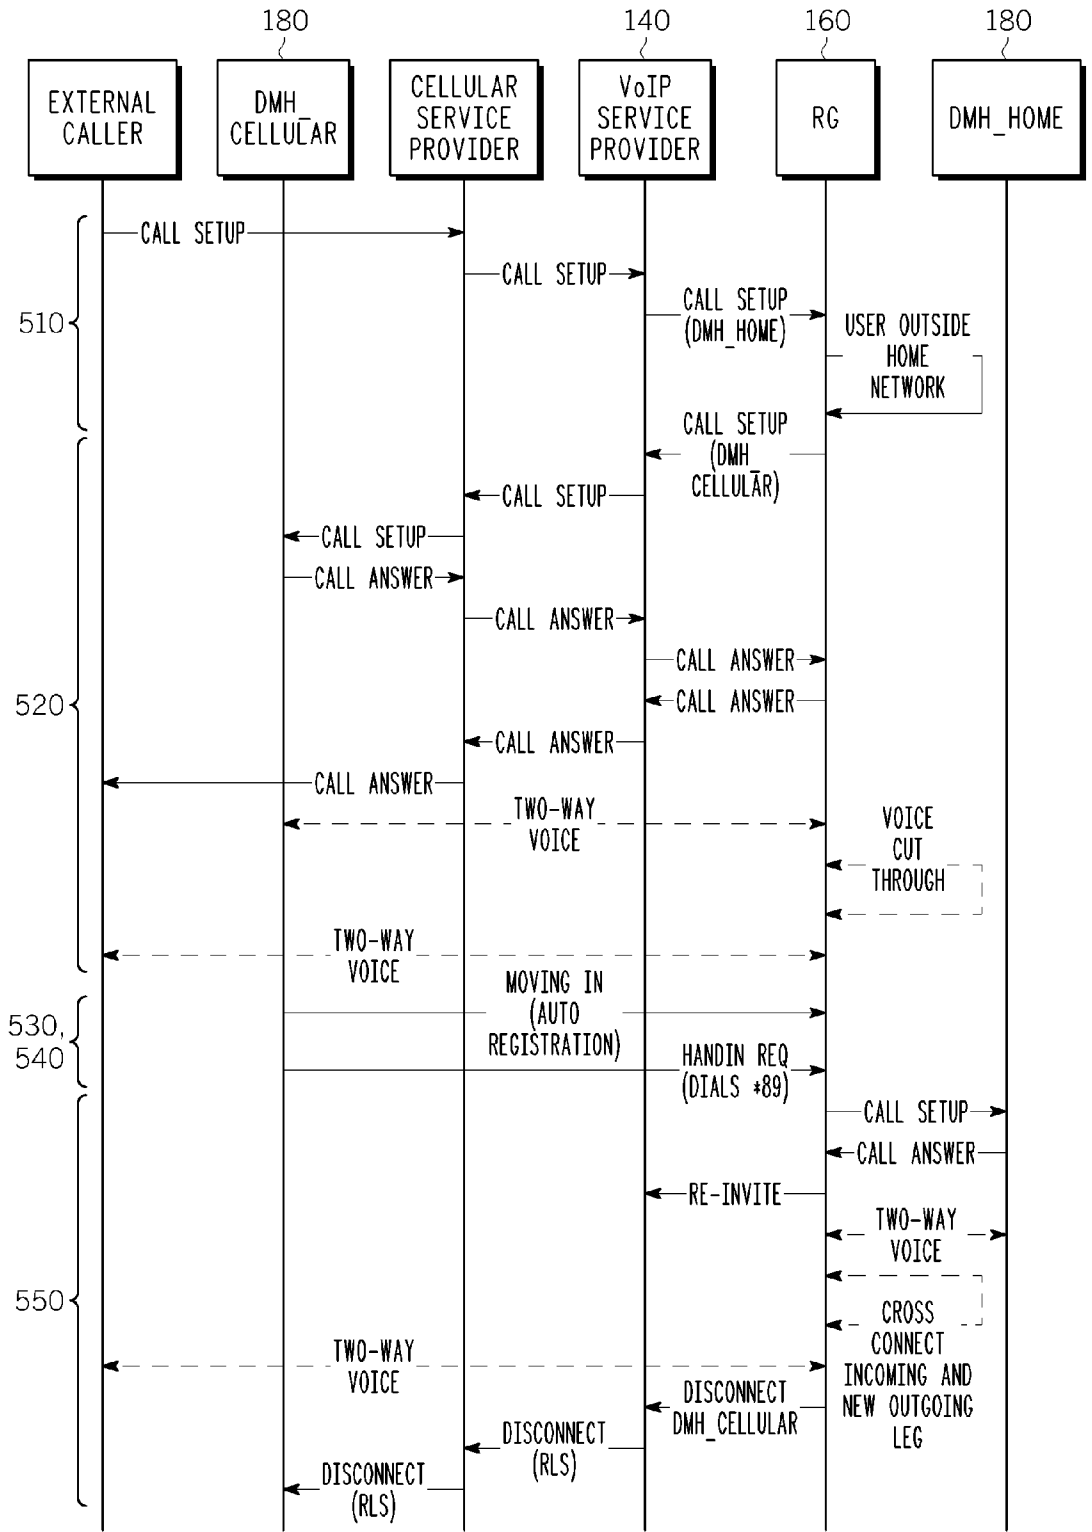 180
140
160
180
EXTERNAL
CALLER
DMH_
CELLULAR
CELLULAR
SERVICE
PROVIDER
VoIP
SERVICE
PROVIDER
RG
DMH_HOME
510
CALL SETUP
CALL SETUP
CALL SETUP
(DMH_HOME)
USER OUTSIDE
HOME
NETWORK
520
CALL SETUP
(DMH_
CELLULAR)
CALL SETUP
CALL SETUP
CALL ANSWER
CALL ANSWER
CALL ANSWER
CALL ANSWER
CALL ANSWER
CALL ANSWER
TWO-WAY
VOICE
VOICE
CUT
THROUGH
TWO-WAY
VOICE
530,
540
MOVING IN
(AUTO
REGISTRATION)
HANDIN REQ
(DIALS *89)
550
CALL SETUP
CALL ANSWER
RE-INVITE
TWO-WAY
VOICE
CROSS
CONNECT
INCOMING AND
NEW OUTGOING
LEG
TWO-WAY
VOICE
DISCONNECT
DMH_CELLULAR
DISCONNECT
(RLS)
DISCONNECT
(RLS)